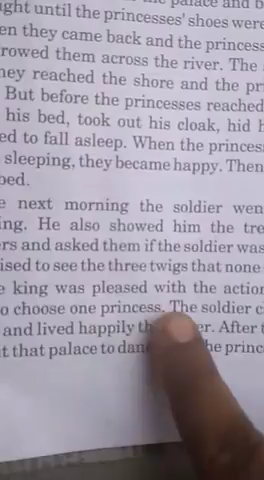 palace and b
ght until the princesses' shoes were
en they came back and the princess
rowed them across the river. The
hey reached the shore and the pri
But before the princesses reached
his bed, took out his cloak, hid h
ed to fall asleep. When the princess
sleeping, they became happy. Then
bed.
e next morning the soldier wen
ing. He also showed him the tre
rs and asked them if the soldier was
ised to see the three twigs that none
e king was pleased with the action
o choose one princess. The soldier c
and lived happily th er. After t
t that palace to dan he prince